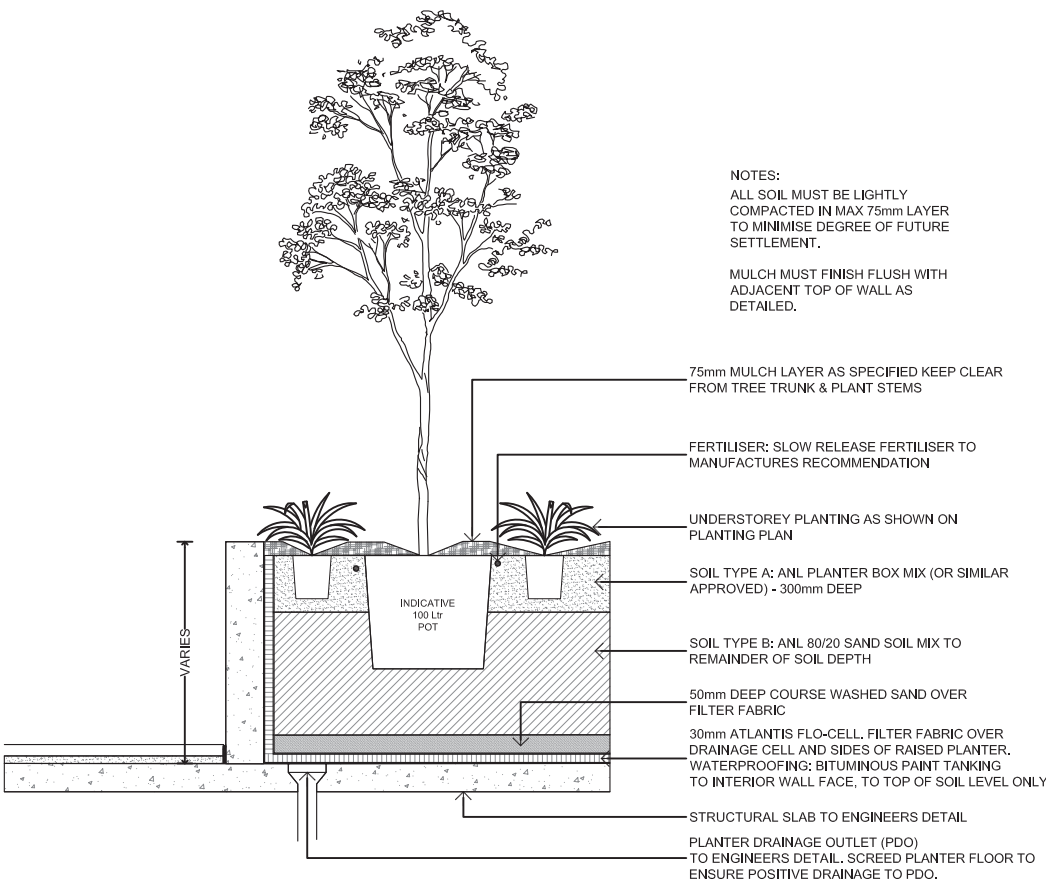 NOTES:
ALL SOIL MUST BE LIGHTLY
COMPACTED IN MAX 75mm LAYER
TO MINIMISE DEGREE OF FUTURE
SETTLEMENT.
MULCH MUST FINISH FLUSH WITH
ADJACENT TOP OF WALL AS
DETAILED.
75mm MULCH LAYER AS SPECIFIED KEEP CLEAR
FROM TREE TRUNK & PLANT STEMS
FERTILISER: SLOW RELEASE FERTILISER TO
MANUFACTURES RECOMMENDATION
UNDERSTOREY PLANTING AS SHOWN ON
PLANTING PLAN
SOIL TYPE A: ANL PLANTER BOX MIX (OR SIMILAR
APPROVED) - 300mm DEEP
INDICATIVE
100 Ltr
POT
VARIES
SOIL TYPE B: ANL 80/20 SAND SOIL MIX TO
REMAINDER OF SOIL DEPTH
50mm DEEP COURSE WASHED SAND OVER
FILTER FABRIC
30mm ATLANTIS FLO-CELL. FILTER FABRIC OVER
DRAINAGE CELL AND SIDES OF RAISED PLANTER.
WATERPROOFING: BITUMINOUS PAINT TANKING
TO INTERIOR WALL FACE, TO TOP OF SOIL LEVEL ONLY
STRUCTURAL SLAB TO ENGINEERS DETAIL
PLANTER DRAINAGE OUTLET (PDO)
TO ENGINEERS DETAIL. SCREED PLANTER FLOOR TO
ENSURE POSITIVE DRAINAGE TO PDO.